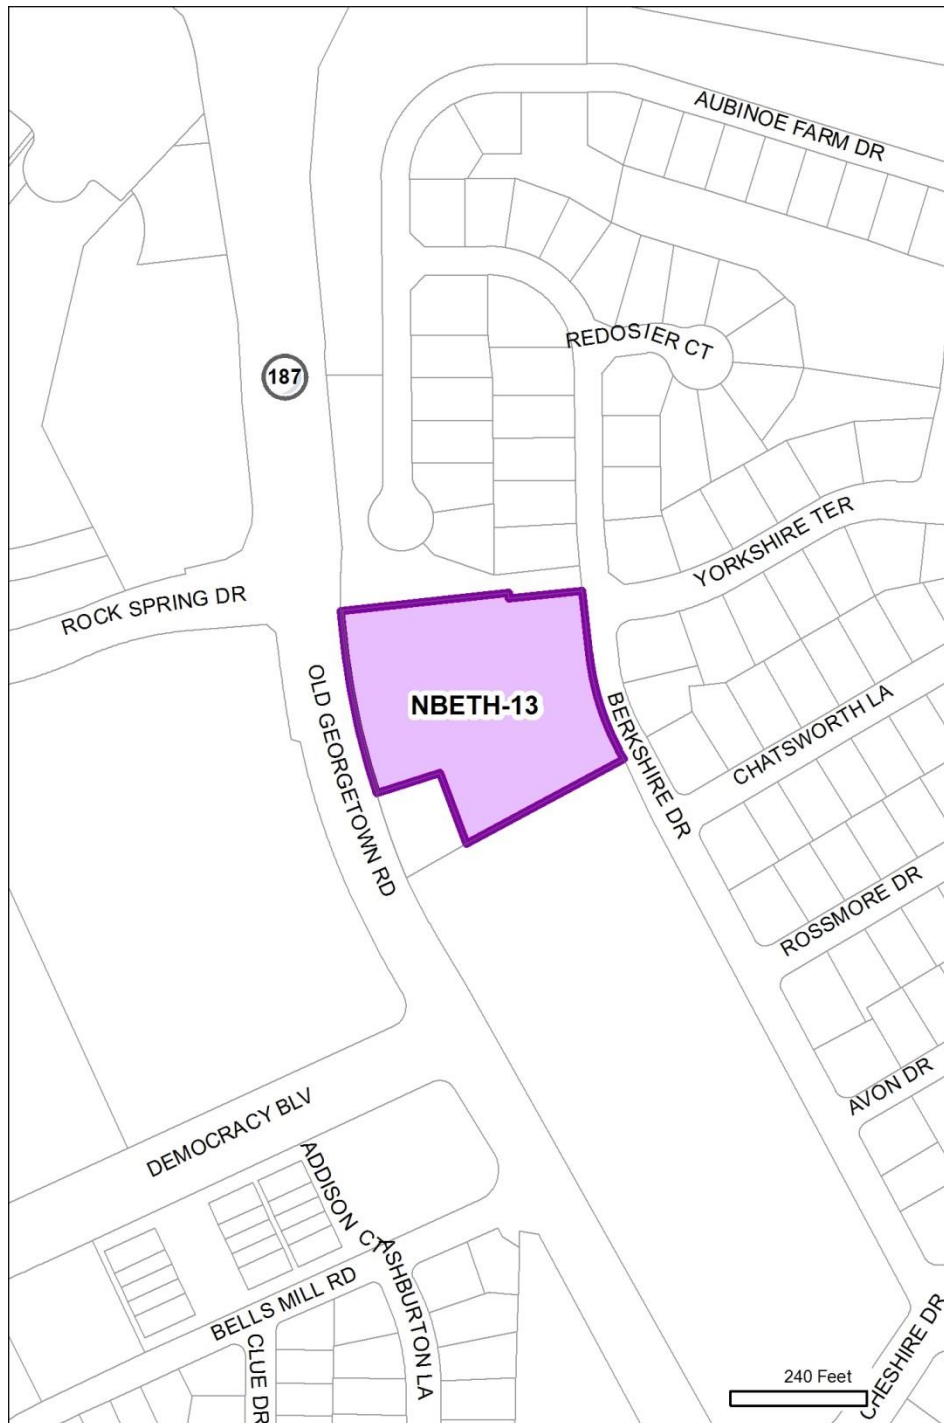 AUBINOE FARM DR
REDOSIER CT
187
YORKSHIRE TER
ROCK SPRING DR
OLD GEORGETOWN RD
NBETH-13
BERKSHIRE DR
CHATSWORTH LA
ROSSMORE DR
AVON DR
DEMOCRACY BLV
ADDISON CT
ASHBURTON LA
BELLS MILL RD
CLUE DR
CHESHIRE DR
240 Feet